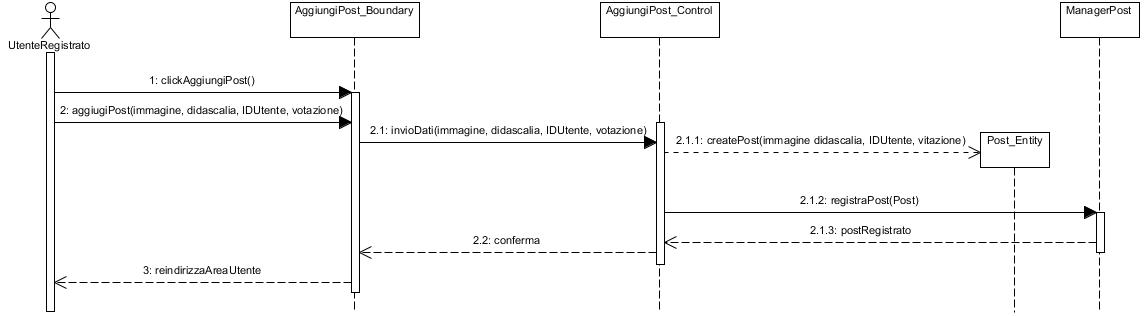 AggiungiPost_Boundary
AggiungiPost_Control
ManagerPost
UtenteRegistrato
1: clickAggiungiPost()
2: aggiugiPost(immagine, didascalia, IDUtente, votazione)
2.1: invioDati(immagine, didascalia, IDUtente, votazione)
2.1.1: createPost(immagine didascalia, IDUtente, vitazione)
Post_Entity
2.1.2: registraPost(Post)
2.1.3: postRegistrato
2.2: conferma
3: reindirizzaAreaUtente